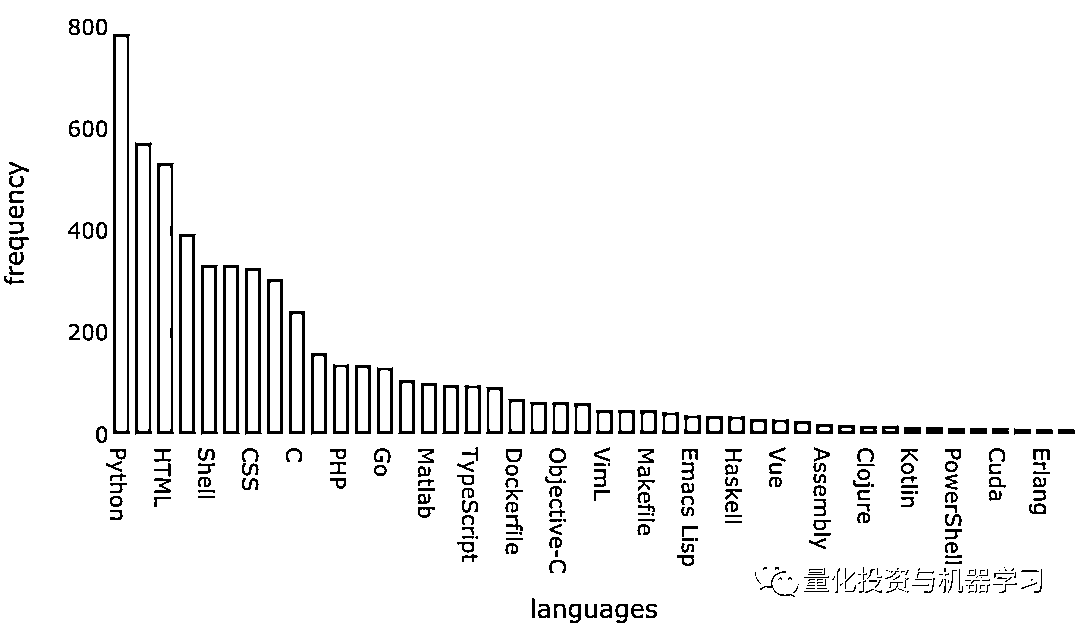 800
600
400
200
0
frequency
Python
HTML
Shell
CSS
C
PHP
Go
Matlab
TypeScript
Dockerfile
Objective-C
VimL
Makefile
Emacs Lisp
Haskell
Vue
Assembly
Clojure
Kotlin
PowerShell
Cuda
Erlang
量化投资与机器学习
languages